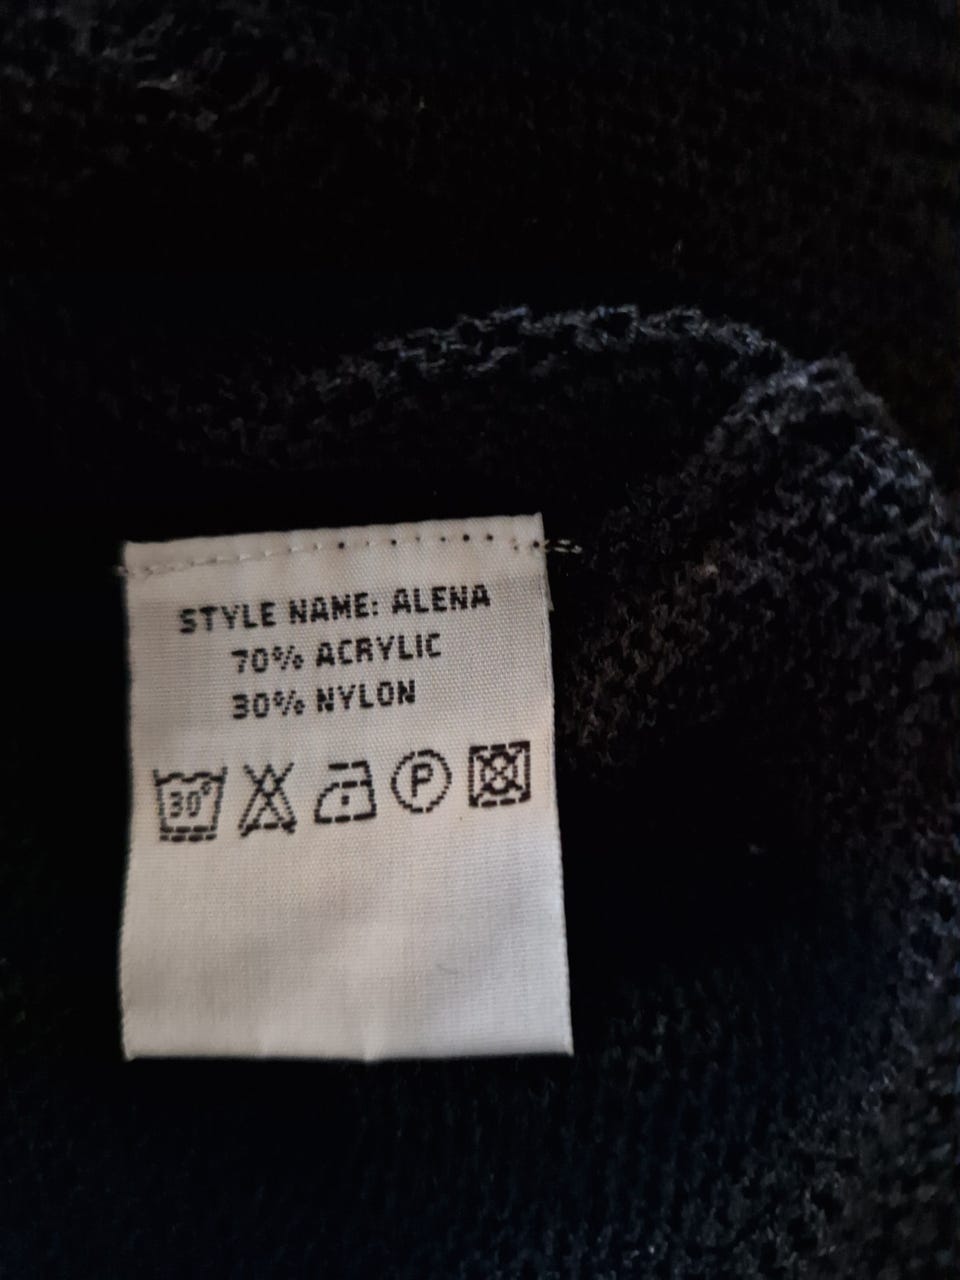 STYLE NAME: ALENA
70% ACRYLIC
30% NYLON
30° P